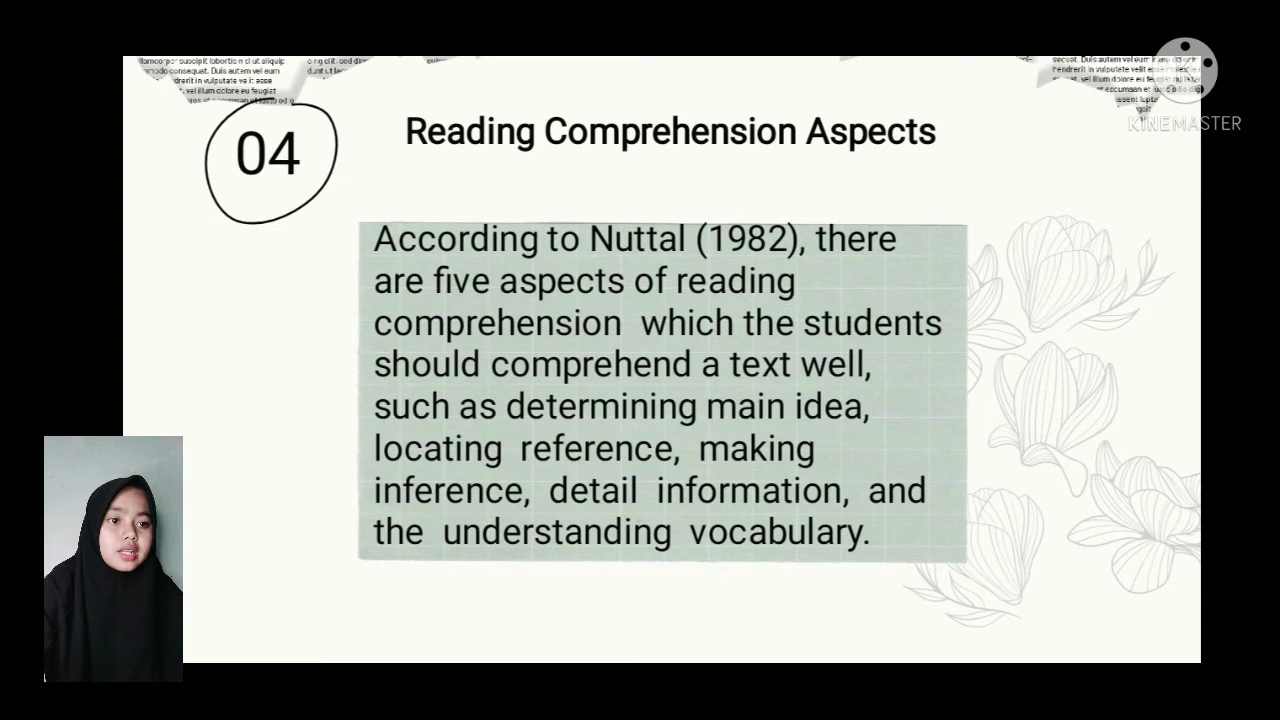 04
Reading Comprehension Aspects
According to Nuttal (1982), there
are five aspects of reading
comprehension which the students
should comprehend a text well,
such as determining main idea,
locating reference, making
inference, detail information, and
the understanding vocabulary.
KINEMASTER